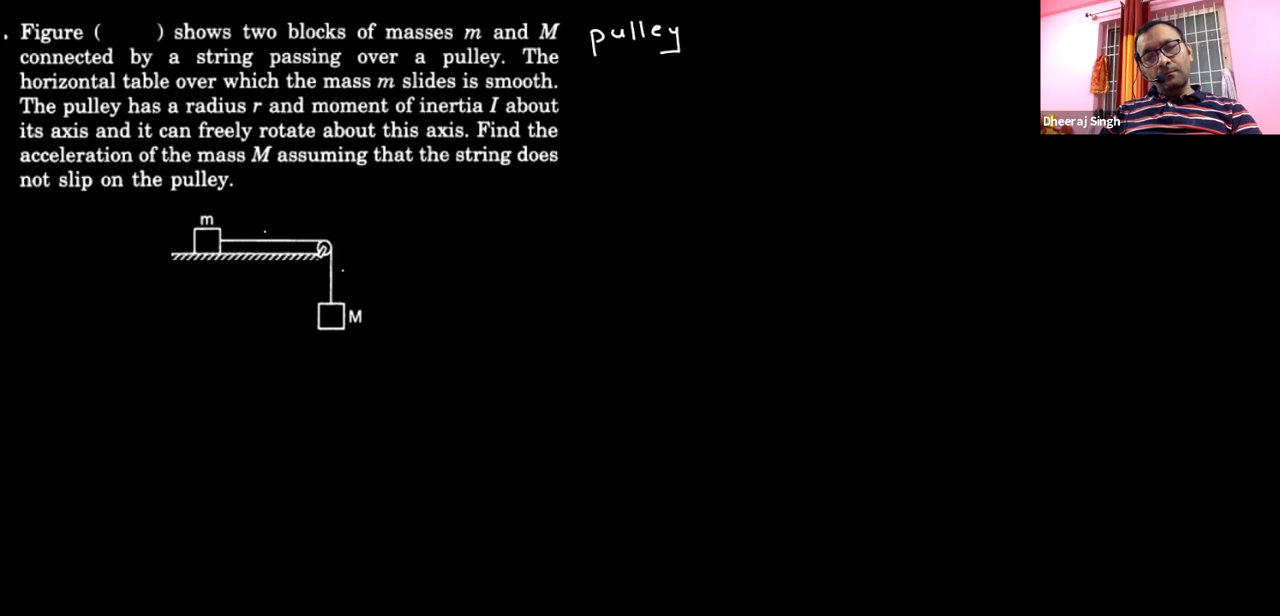 . Figure (      ) shows two blocks of masses m and M
connected by a string passing over a pulley. The
horizontal table over which the mass m slides is smooth.
The pulley has a radius r and moment of inertia I about
its axis and it can freely rotate about this axis. Find the
acceleration of the mass M assuming that the string does
not slip on the pulley.
pulley
m
M
Dheeraj Singh